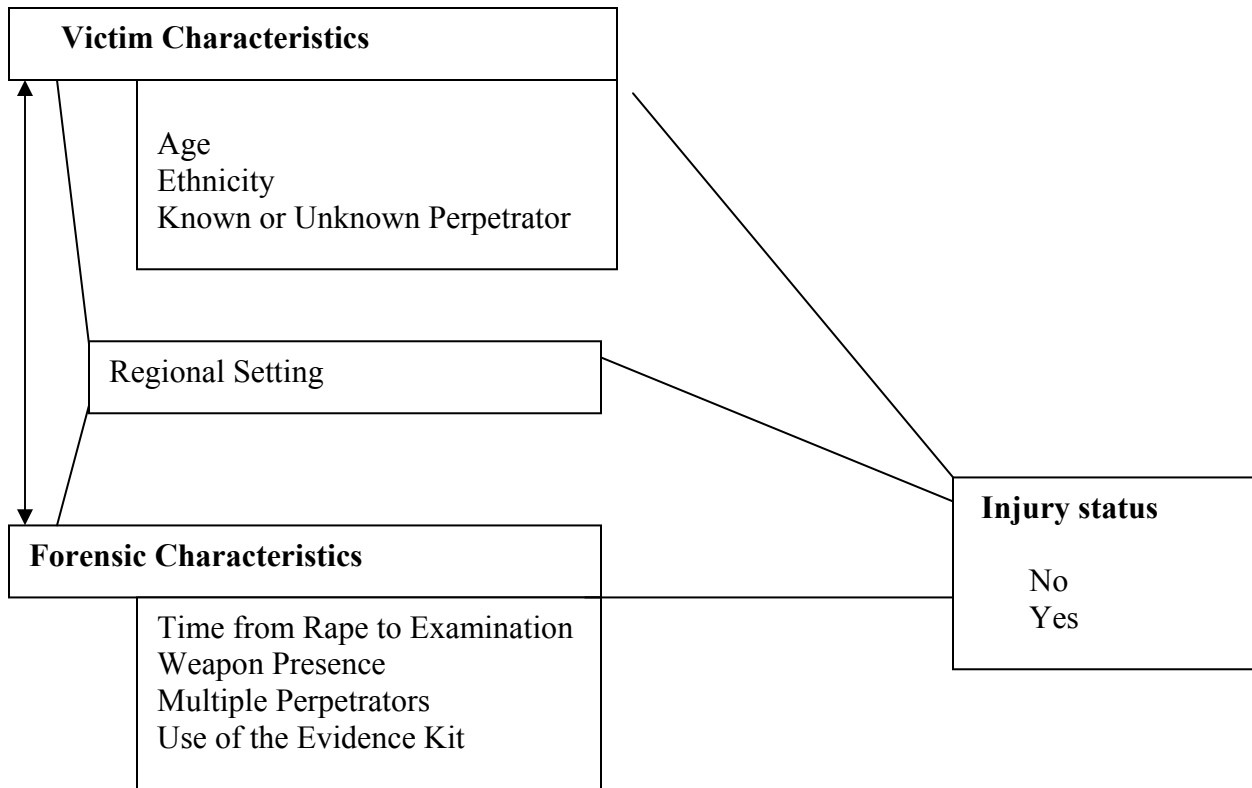 Victim Characteristics
Age
Ethnicity
Known or Unknown Perpetrator
Regional Setting
Forensic Characteristics
Time from Rape to Examination
Weapon Presence
Multiple Perpetrators
Use of the Evidence Kit
Injury status
No
Yes